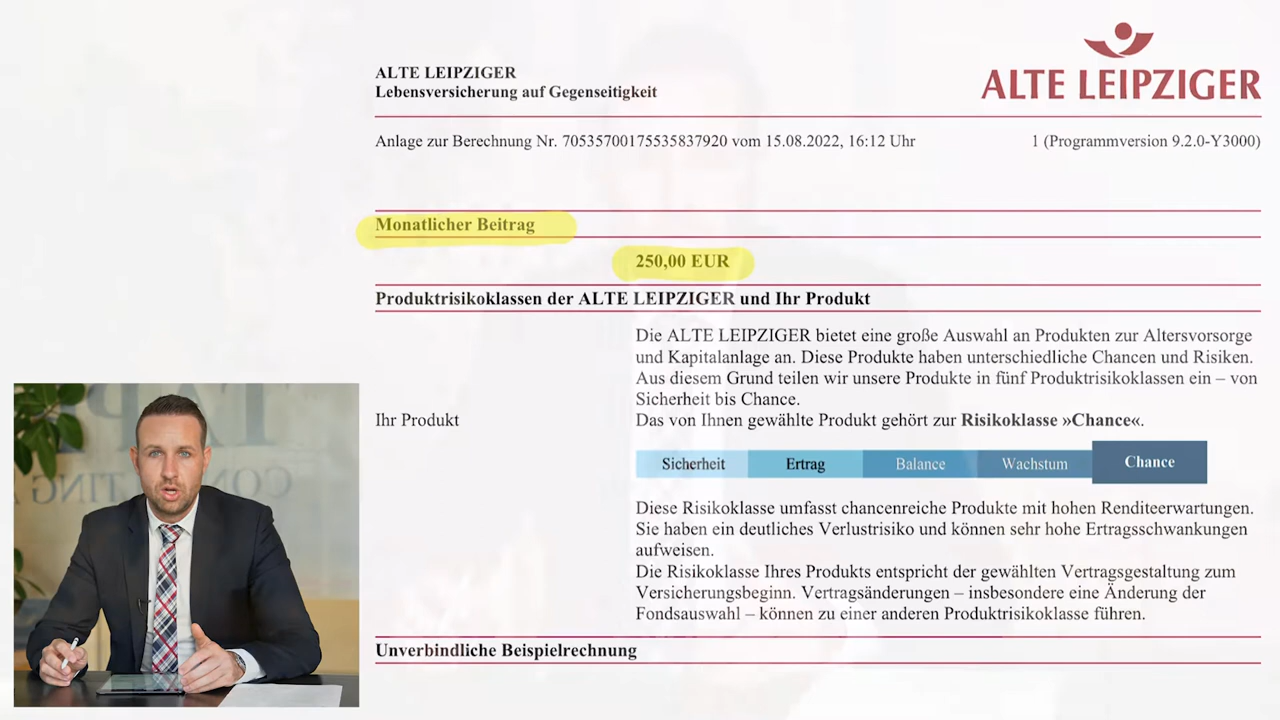 ALTE LEIPZIGER
ALTE LEIPZIGER
Lebensversicherung auf Gegenseitigkeit
Anlage zur Berechnung Nr. 70535700175535837920 vom 15.08.2022, 16:12 Uhr 1 (Programmversion 9.2.0-Y3000)
Monatlicher Beitrag
250,00 EUR
Produktrisikoklassen der ALTE LEIPZIGER und Ihr Produkt
Die ALTE LEIPZIGER bietet eine große Auswahl an Produkten zur Altersvorsorge
und Kapitalanlage an. Diese Produkte haben unterschiedliche Chancen und Risiken.
Aus diesem Grund teilen wir unsere Produkte in fünf Produktrisikoklassen ein – von
Sicherheit bis Chance.
Ihr Produkt Das von Ihnen gewählte Produkt gehört zur Risikoklasse »Chance«.
Sicherheit Ertrag Balance Wachstum Chance
Diese Risikoklasse umfasst chancenreiche Produkte mit hohen Renditeerwartungen.
Sie haben ein deutliches Verlustrisiko und können sehr hohe Ertragsschwankungen
aufweisen.
Die Risikoklasse Ihres Produkts entspricht der gewählten Vertragsgestaltung zum
Versicherungsbeginn. Vertragsänderungen – insbesondere eine Änderung der
Fondsauswahl – können zu einer anderen Produktrisikoklasse führen.
Unverbindliche Beispielrechnung